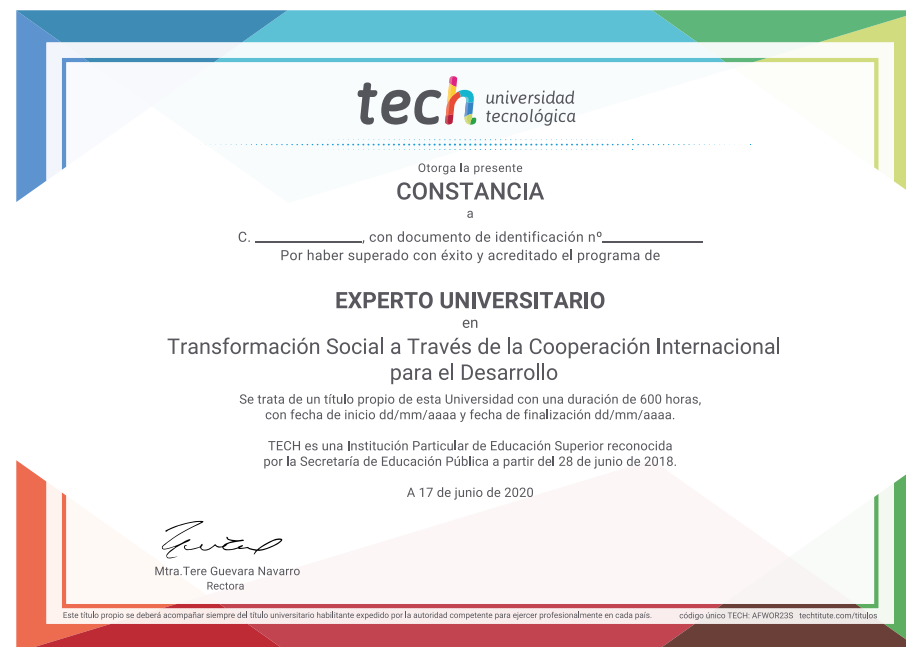 tech universidad
tecnológica
Otorga la presente
CONSTANCIA
a
C. ______________, con documento de identificación nº_____________
Por haber superado con éxito y acreditado el programa de
EXPERTO UNIVERSITARIO
en
Transformación Social a Través de la Cooperación Internacional
para el Desarrollo
Se trata de un título propio de esta Universidad con una duración de 600 horas,
con fecha de inicio dd/mm/aaaa y fecha de finalización dd/mm/aaaa.
TECH es una Institución Particular de Educación Superior reconocida
por la Secretaría de Educación Pública a partir del 28 de junio de 2018.
A 17 de junio de 2020
Mtra.Tere Guevara Navarro
Rectora
Este título propio se deberá acompañar siempre del título universitario habilitante expedido por la autoridad competente para ejercer profesionalmente en cada país. código único TECH: AFWOR23S techtitute.com/titulos